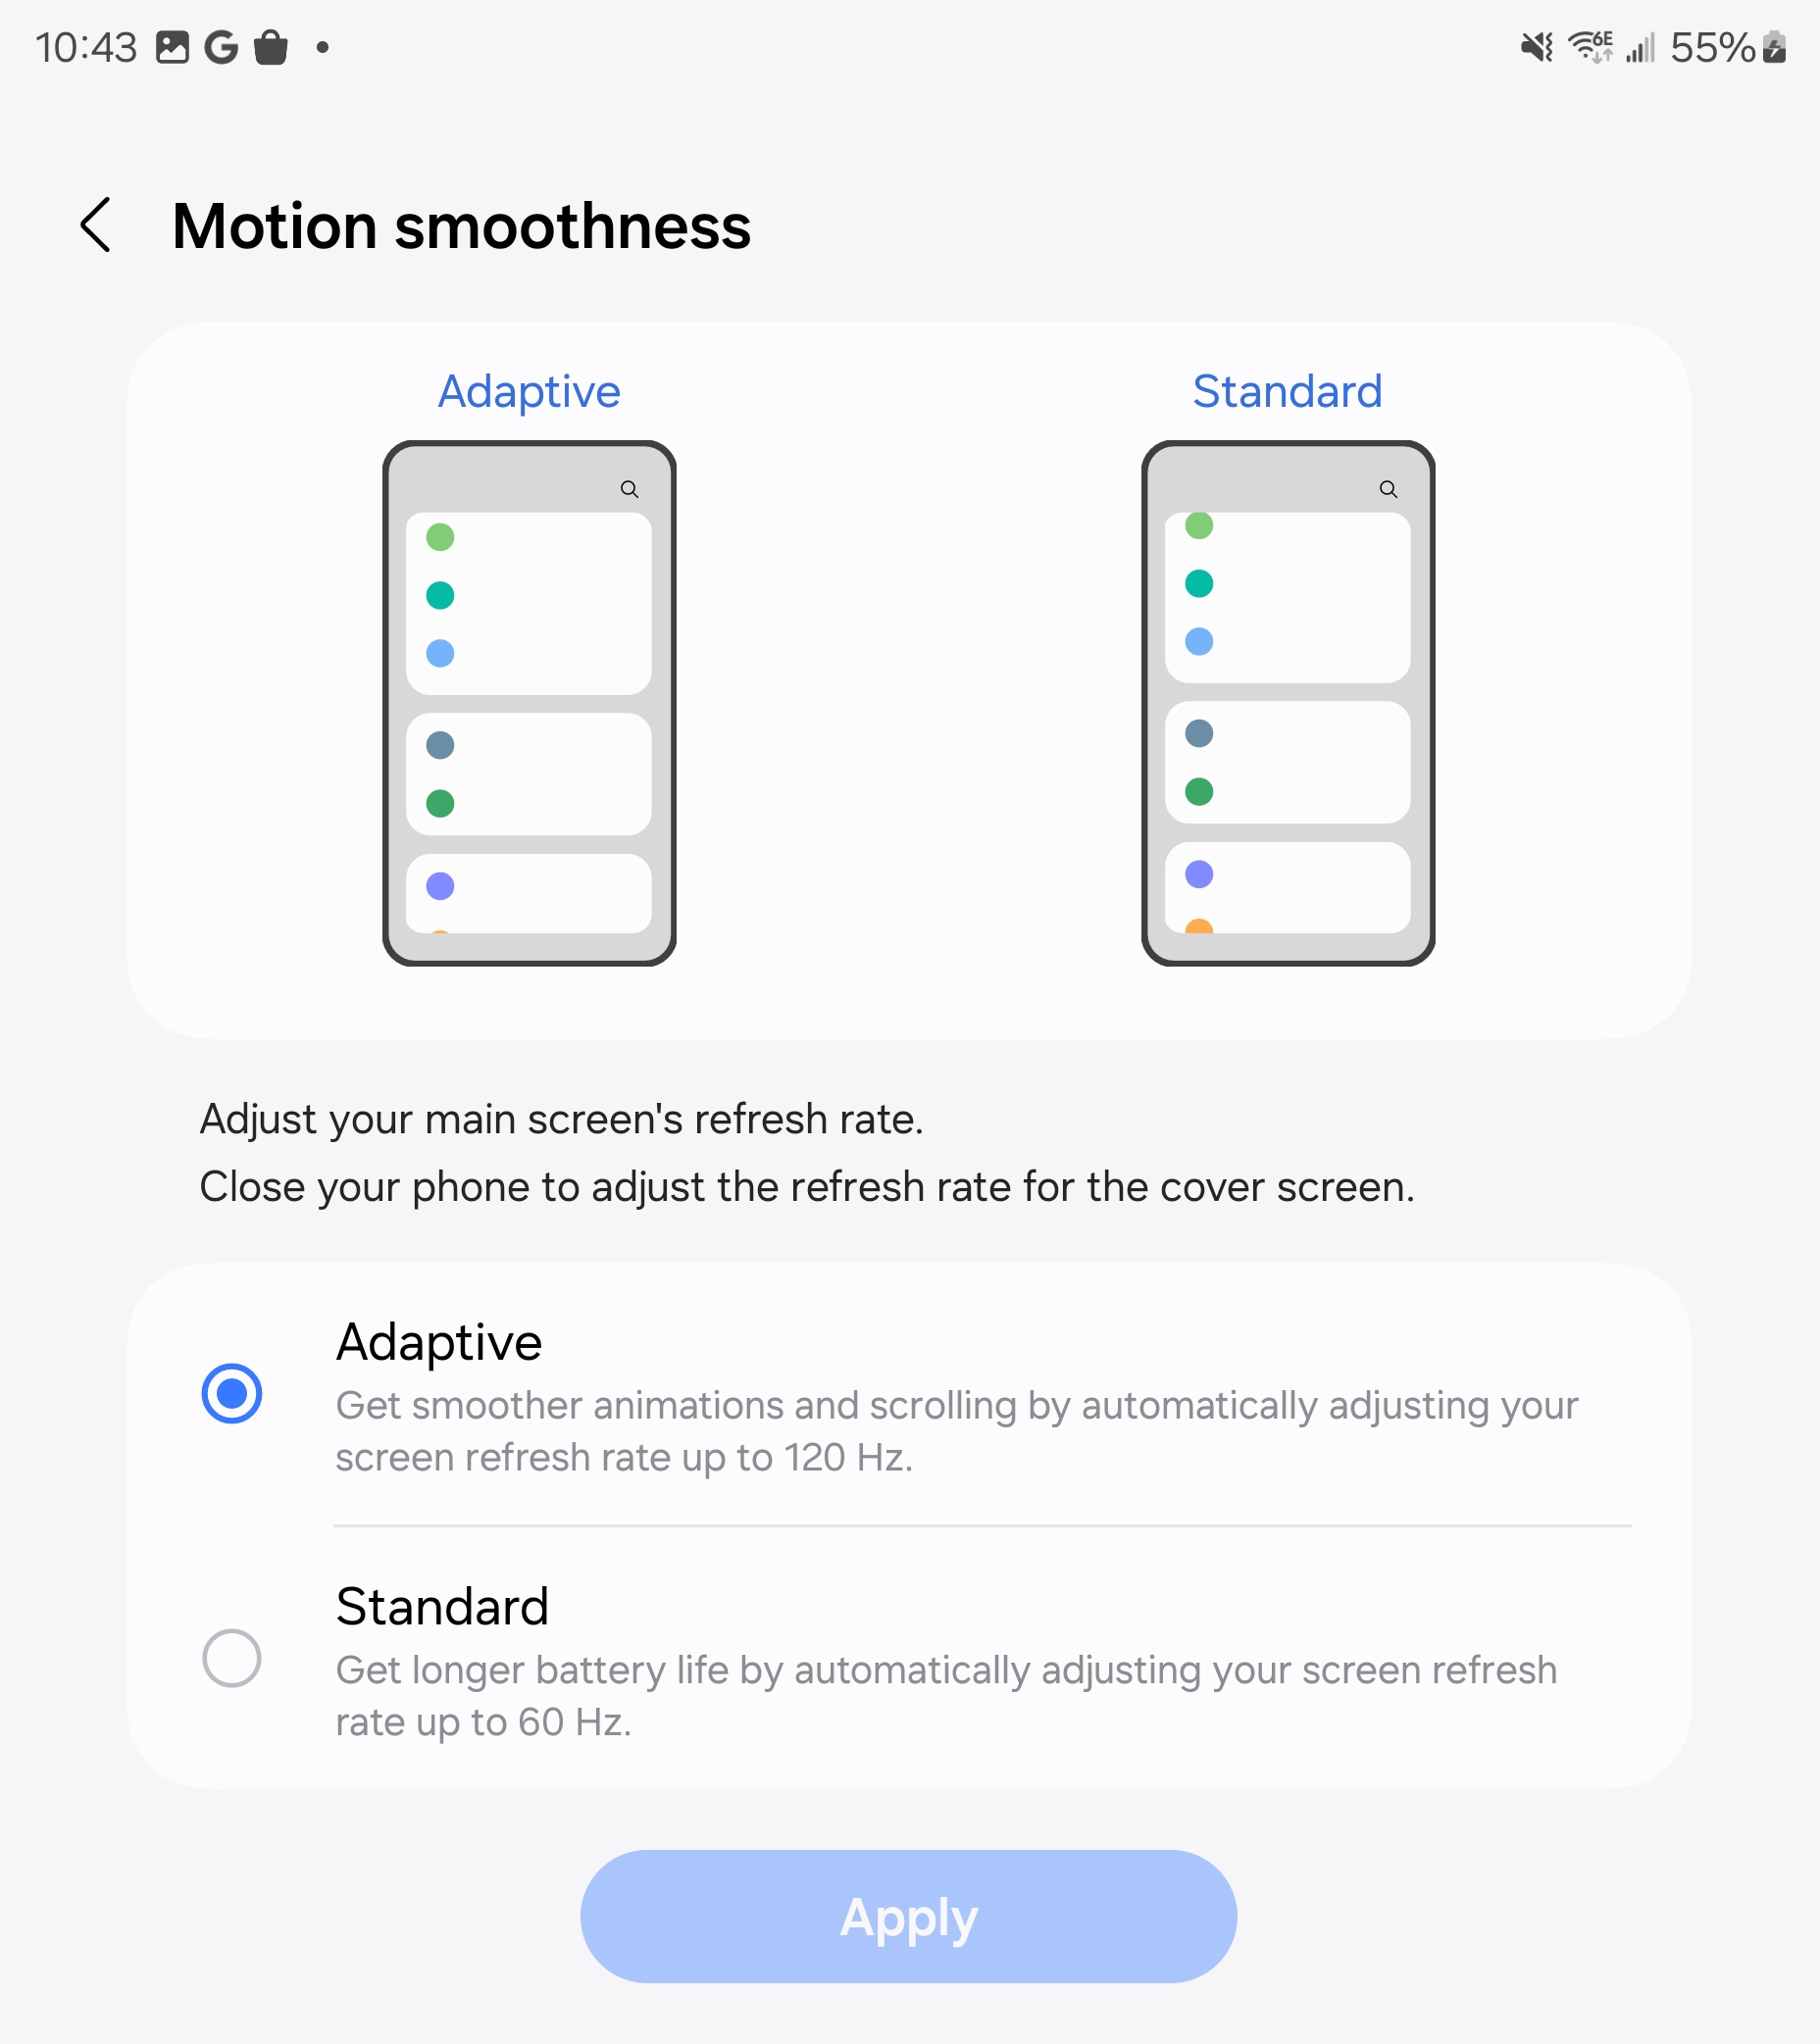 10:43
6E
55%
Motion smoothness
Adaptive
Standard
Adjust your main screen's refresh rate.
Close your phone to adjust the refresh rate for the cover screen.
Adaptive
Get smoother animations and scrolling by automatically adjusting your
screen refresh rate up to 120 Hz.
Standard
Get longer battery life by automatically adjusting your screen refresh
rate up to 60 Hz.
Apply